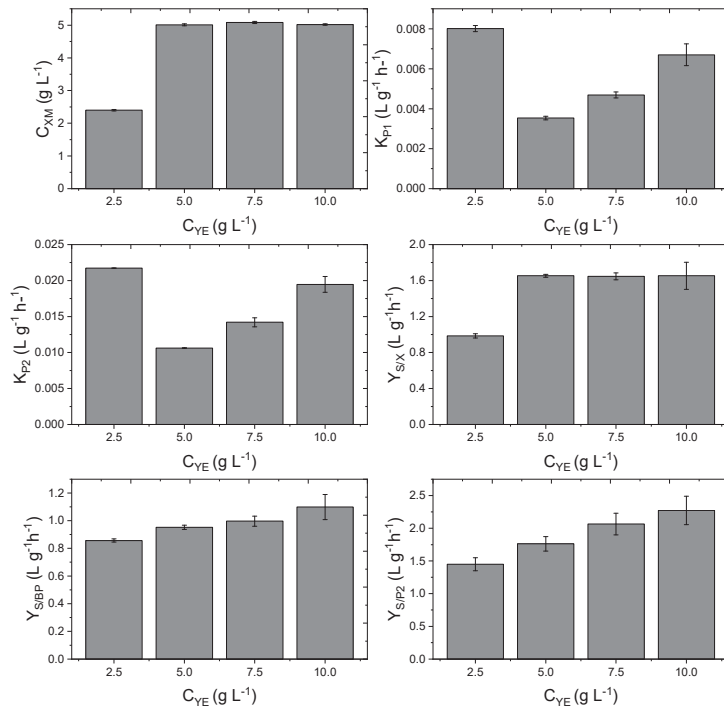 5
4
3
2
1
0
C_XM (g L⁻¹)
2.5 5.0 7.5 10.0
C_YE (g L⁻¹)
0.008
0.006
0.004
0.002
0.000
K_P1 (L g⁻¹ h⁻¹)
2.5 5.0 7.5 10.0
C_YE (g L⁻¹)
0.025
0.020
0.015
0.010
0.005
0.000
K_P2 (L g⁻¹ h⁻¹)
2.5 5.0 7.5 10.0
C_YE (g L⁻¹)
2.0
1.6
1.2
0.8
0.4
0.0
Y_S/X (L g⁻¹h⁻¹)
2.5 5.0 7.5 10.0
C_YE (g L⁻¹)
1.2
1.0
0.8
0.6
0.4
0.2
0.0
Y_S/BP (L g⁻¹h⁻¹)
2.5 5.0 7.5 10.0
C_YE (g L⁻¹)
2.5
2.0
1.5
1.0
0.5
0.0
Y_S/P2 (L g⁻¹h⁻¹)
2.5 5.0 7.5 10.0
C_YE (g L⁻¹)